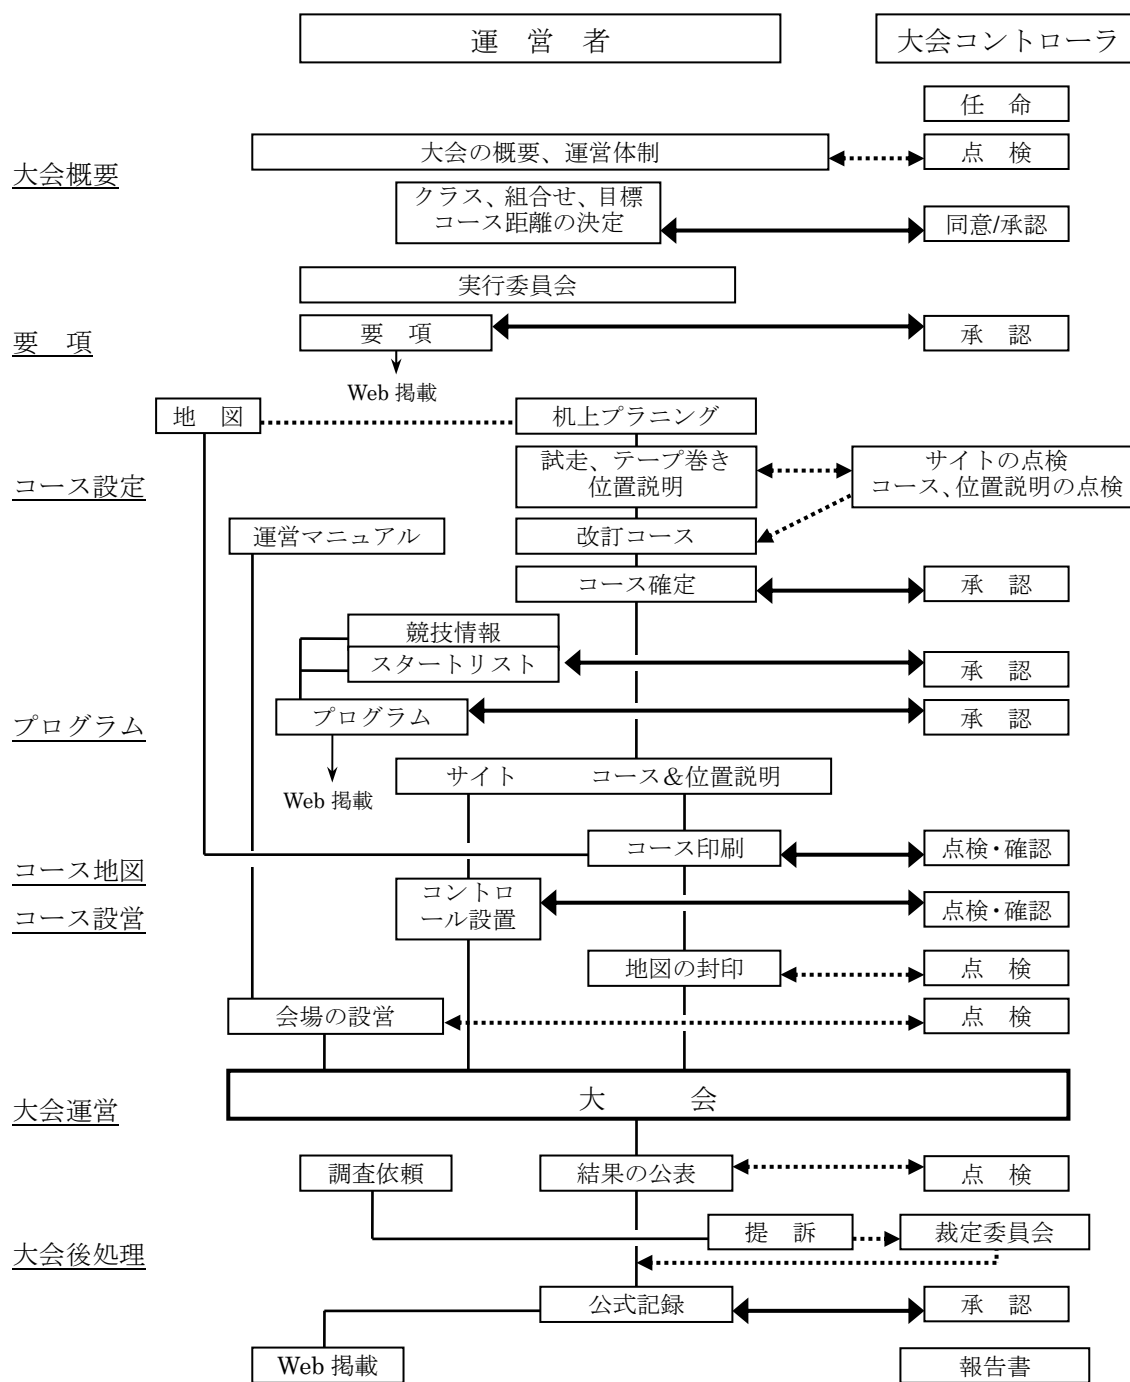 運　営　者
大会コントローラ
任　命
大会の概要、運営体制
点　検
大会概要
クラス、組合せ、目標
コース距離の決定
同意/承認
実行委員会
要　項
要　項
承　認
Web 掲載
地　図
机上プラニング
試走、テープ巻き
位置説明
サイトの点検
コース、位置説明の点検
コース設定
運営マニュアル
改訂コース
コース確定
承　認
競技情報
スタートリスト
承　認
プログラム
プログラム
承　認
サイト　　　コース&位置説明
Web 掲載
コース印刷
点検・確認
コース地図
コントロ
ール設置
点検・確認
コース設営
地図の封印
点　検
会場の設営
点　検
大会運営
大　　　会
調査依頼
結果の公表
点　検
提　訴
裁定委員会
大会後処理
公式記録
承　認
Web 掲載
報告書